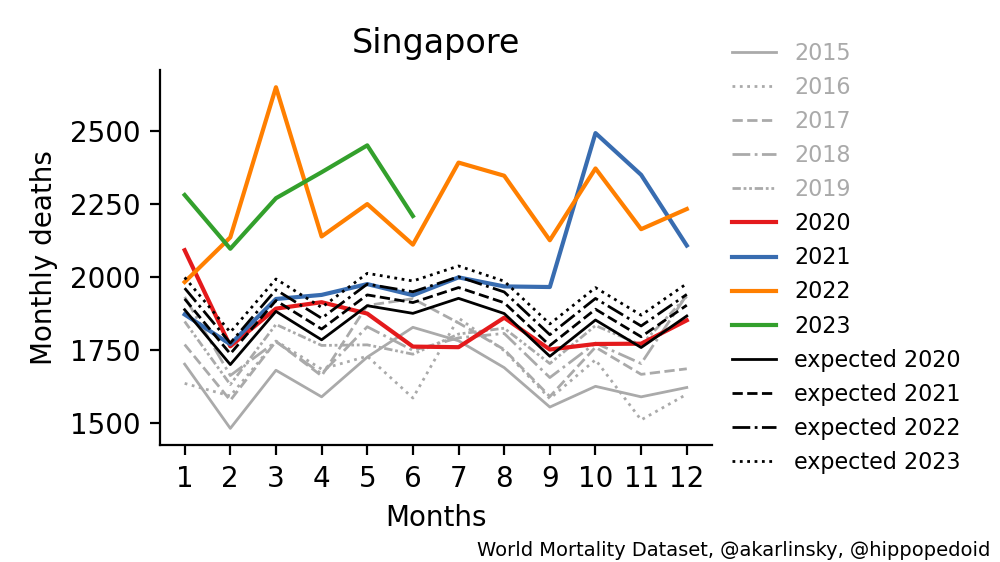 Singapore
Monthly deaths
2500
2250
2000
1750
1500
1 2 3 4 5 6 7 8 9 10 11 12
Months
2015
2016
2017
2018
2019
2020
2021
2022
2023
expected 2020
expected 2021
expected 2022
expected 2023
World Mortality Dataset, @akarlinsky, @hippopedoid